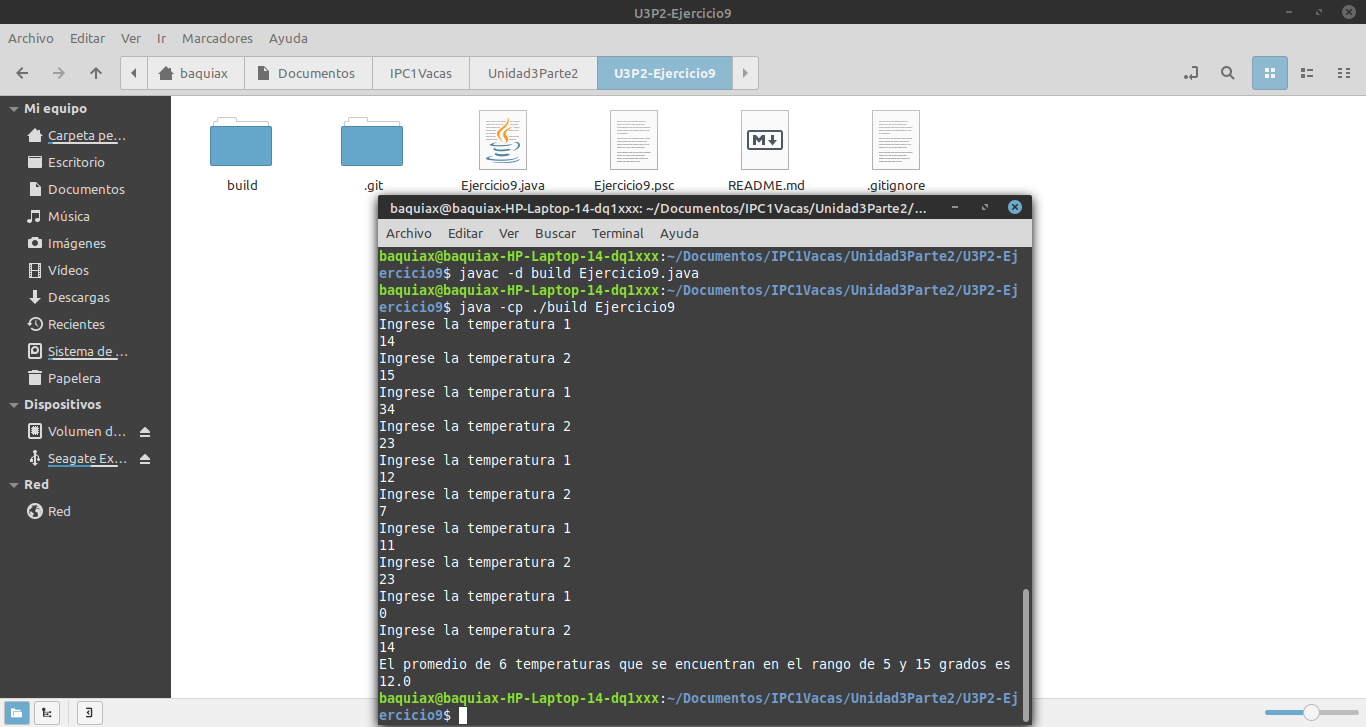 U3P2-Ejercicio9
Archivo Editar Ver Ir Marcadores Ayuda
baquiax Documentos IPC1Vacas Unidad3Parte2 U3P2-Ejercicio9
Mi equipo
Carpeta pe...
Escritorio
Documentos
Música
Imágenes
Vídeos
Descargas
Recientes
Sistema de ...
Papelera
Dispositivos
Volumen d...
Seagate Ex...
Red
Red
build .git Ejercicio9.java Ejercicio9.psc README.md .gitignore
baquiax@baquiax-HP-Laptop-14-dq1xxx: ~/Documentos/IPC1Vacas/Unidad3Parte2/...
Archivo Editar Ver Buscar Terminal Ayuda
baquiax@baquiax-HP-Laptop-14-dq1xxx:~/Documentos/IPC1Vacas/Unidad3Parte2/U3P2-Ej
ercicio9$ javac -d build Ejercicio9.java
baquiax@baquiax-HP-Laptop-14-dq1xxx:~/Documentos/IPC1Vacas/Unidad3Parte2/U3P2-Ej
ercicio9$ java -cp ./build Ejercicio9
Ingrese la temperatura 1
14
Ingrese la temperatura 2
15
Ingrese la temperatura 1
34
Ingrese la temperatura 2
23
Ingrese la temperatura 1
12
Ingrese la temperatura 2
7
Ingrese la temperatura 1
11
Ingrese la temperatura 2
23
Ingrese la temperatura 1
0
Ingrese la temperatura 2
14
El promedio de 6 temperaturas que se encuentran en el rango de 5 y 15 grados es
12.0
baquiax@baquiax-HP-Laptop-14-dq1xxx:~/Documentos/IPC1Vacas/Unidad3Parte2/U3P2-Ej
ercicio9$